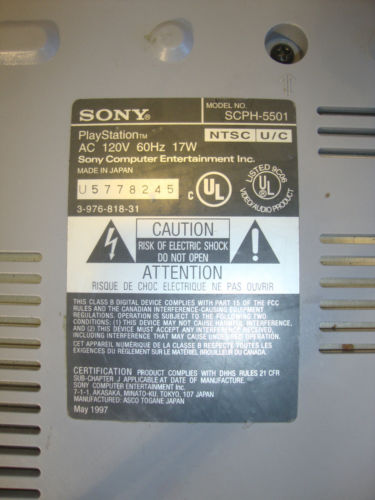 SONY®
MODEL NO.
SCPH-5501
PlayStation™
NTSC U/C
AC 120V 60Hz 17W
Sony Computer Entertainment Inc.
MADE IN JAPAN
U5778245
3-976-818-31
C UL
LISTED 9C06
UL
VIDEO/AUDIO PRODUCT
CAUTION
RISK OF ELECTRIC SHOCK
DO NOT OPEN
ATTENTION
RISQUE DE CHOC ELECTRIQUE NE PAS OUVRIR
THIS CLASS B DIGITAL DEVICE COMPLIES WITH PART 15 OF THE FCC
RULES AND THE CANADIAN INTERFERENCE-CAUSING EQUIPMENT
REGULATIONS. OPERATION IS SUBJECT TO THE FOLLOWING TWO
CONDITIONS: (1) THIS DEVICE MAY NOT CAUSE HARMFUL INTERFERENCE,
AND (2) THIS DEVICE MUST ACCEPT ANY INTERFERENCE RECEIVED,
INCLUDING INTERFERENCE THAT MAY CAUSE UNDESIRED OPERATION.
CET APPAREIL NUMERIQUE DE LA CLASSE B RESPECTE TOUTES LES
EXIGENCES DU REGLEMENT SUR LE MATERIEL BROUILLEUR DU CANADA.
CERTIFICATION PRODUCT COMPLIES WITH DHHS RULES 21 CFR
SUB-CHAPTER J APPLICABLE AT DATE OF MANUFACTURE.
SONY COMPUTER ENTERTAINMENT INC.
7-1-1, AKASAKA, MINATO-KU, TOKYO, 107 JAPAN
MANUFACTURED: ASCO TOGANE JAPAN
May 1997